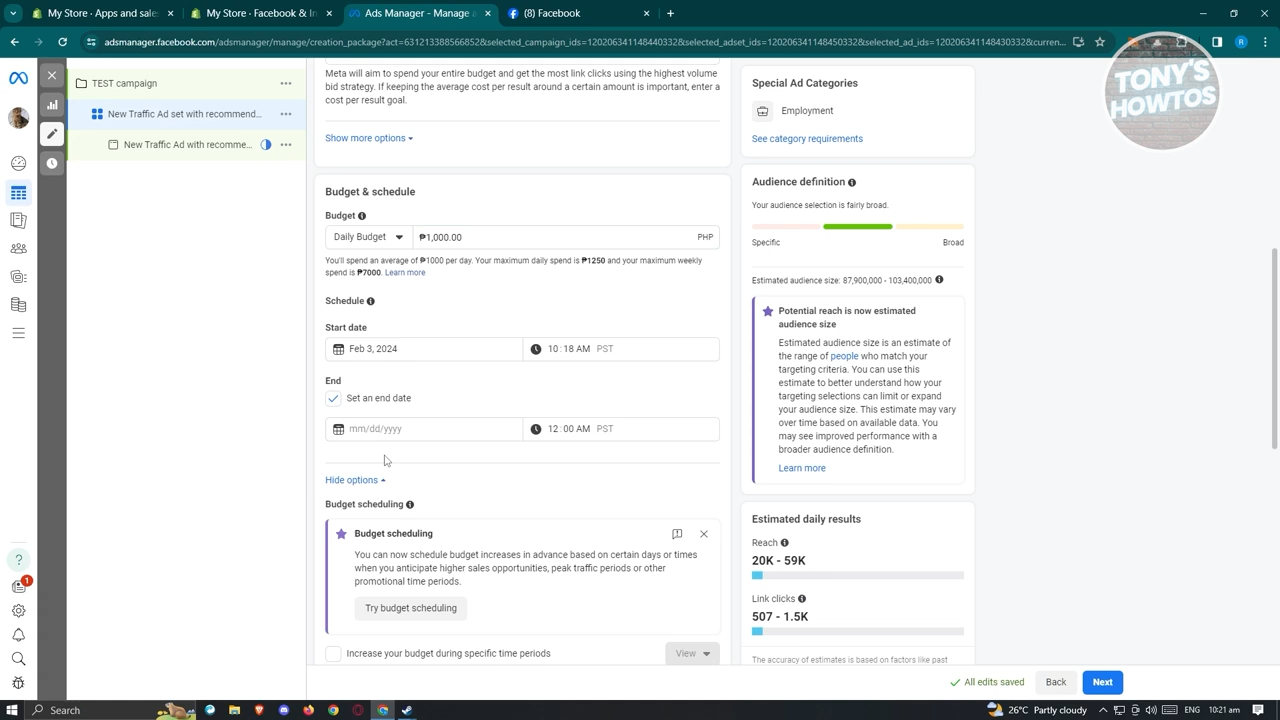 My Store · Apps and sales
My Store · Facebook & In
Ads Manager - Manage a
(8) Facebook
adsmanager.facebook.com/adsmanager/manage/creation_package?act=6312133885668528&selected_campaign_ids=120206341148440332&selected_adset_ids=120206341148450332&selected_ad_ids=120206341148430332&curren...
TONY'S
HOWTOS
TEST campaign
New Traffic Ad set with recommend...
New Traffic Ad with recomme...
Meta will aim to spend your entire budget and get the most link clicks using the highest volume
bid strategy. If keeping the average cost per result around a certain amount is important, enter a
cost per result goal.
Show more options
Budget & schedule
Budget
Daily Budget ₱1,000.00 PHP
You'll spend an average of ₱1000 per day. Your maximum daily spend is ₱1250 and your maximum weekly
spend is ₱7000. Learn more
Schedule
Start date
Feb 3, 2024 10:18 AM PST
End
Set an end date
mm/dd/yyyy 12:00 AM PST
Hide options
Budget scheduling
Budget scheduling
You can now schedule budget increases in advance based on certain days or times
when you anticipate higher sales opportunities, peak traffic periods or other
promotional time periods.
Try budget scheduling
Increase your budget during specific time periods View
Special Ad Categories
Employment
See category requirements
Audience definition
Your audience selection is fairly broad.
Specific Broad
Estimated audience size: 87,900,000 - 103,400,000
Potential reach is now estimated
audience size
Estimated audience size is an estimate of
the range of people who match your
targeting criteria. You can use this
estimate to better understand how your
targeting selections can limit or expand
your audience size. This estimate may vary
over time based on available data. You
may see improved performance with a
broader audience definition.
Learn more
Estimated daily results
Reach
20K - 59K
Link clicks
507 - 1.5K
The accuracy of estimates is based on factors like past
All edits saved Back Next
1
Search
26°C Partly cloudy ENG 10:21 am